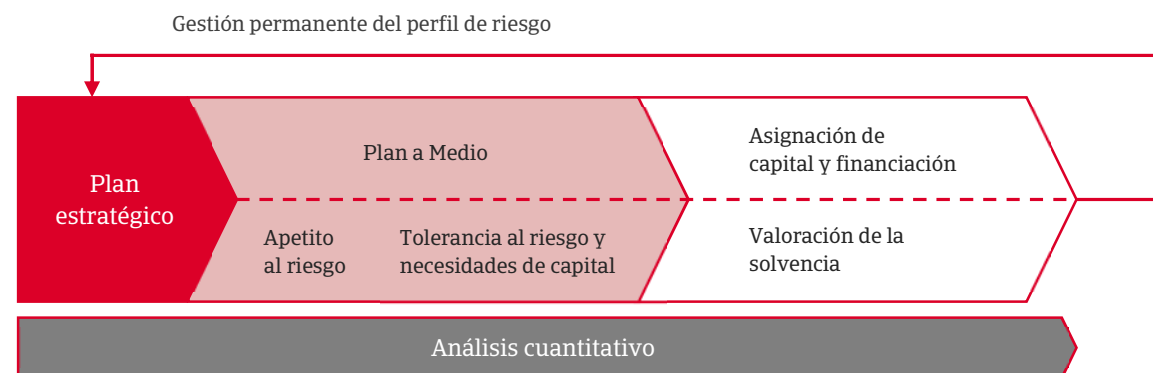 Gestión permanente del perfil de riesgo
Plan
estratégico
Plan a Medio
Apetito
al riesgo
Tolerancia al riesgo y
necesidades de capital
Asignación de
capital y financiación
Valoración de la
solvencia
Análisis cuantitativo